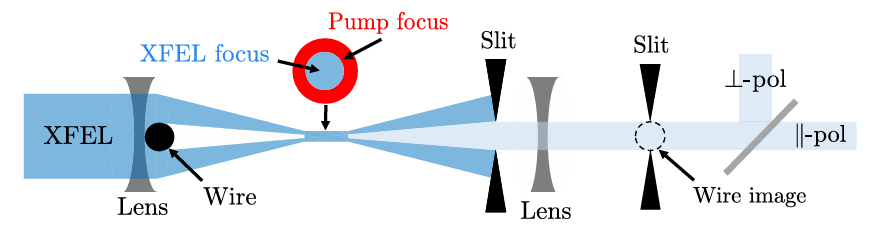 Pump focus
XFEL focus
Slit
Slit
⊥-pol
XFEL
∥-pol
Lens
Wire
Lens
Wire image